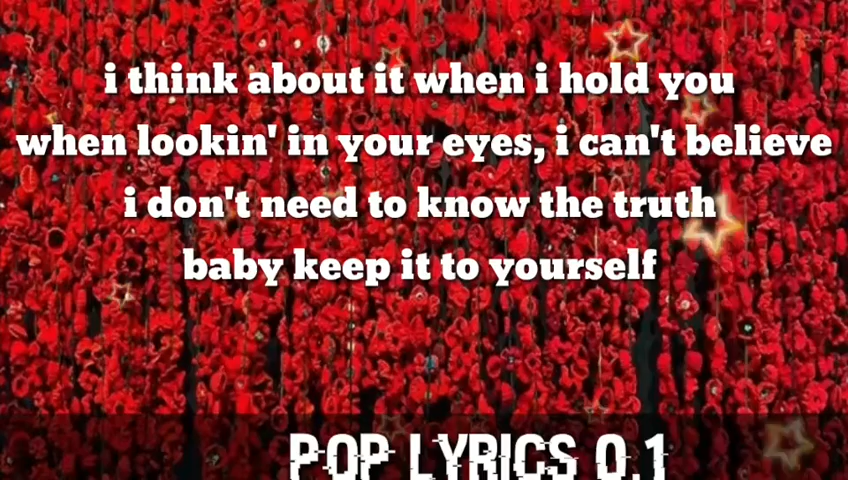 i think about it when i hold you
when lookin' in your eyes, i can't believe
i don't need to know the truth
baby keep it to yourself
POP LYRICS 0.1